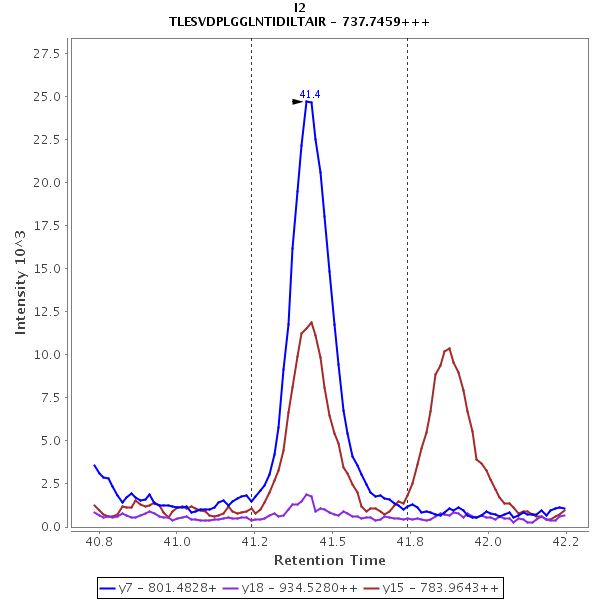 I2
TLESVDPLGGLNTIDILTAIR - 737.7459+++
41.4
27.5
25.0
22.5
20.0
17.5
15.0
12.5
10.0
7.5
5.0
2.5
0.0
Intensity 10^3
40.8 41.0 41.2 41.5 41.8 42.0 42.2
Retention Time
y7 - 801.4828+ y18 - 934.5280++ y15 - 783.9643++